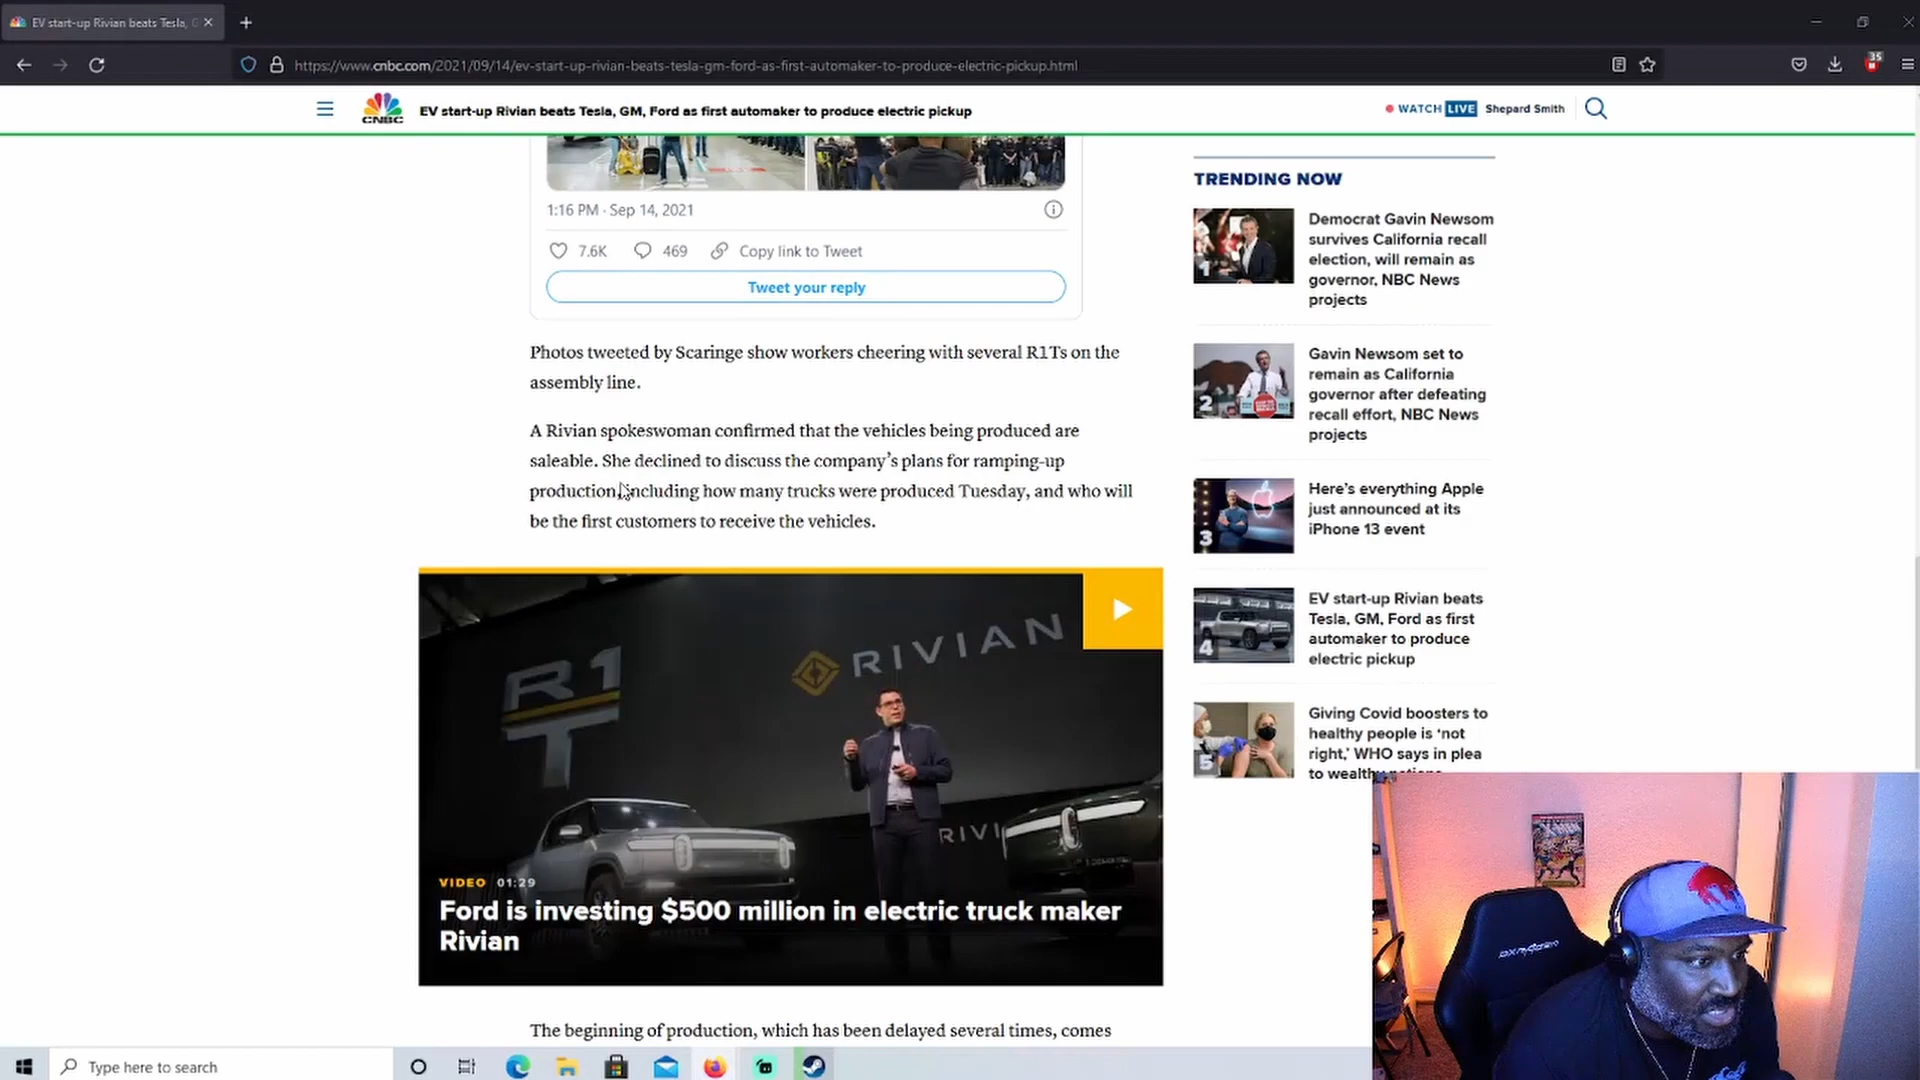 EV start-up Rivian beats Tesla, G
https://www.cnbc.com/2021/09/14/ev-start-up-rivian-beats-tesla-gm-ford-as-first-automaker-to-produce-electric-pickup.html
35
CNBC
EV start-up Rivian beats Tesla, GM, Ford as first automaker to produce electric pickup
WATCH LIVE Shepard Smith
1:16 PM · Sep 14, 2021
7.6K 469 Copy link to Tweet
Tweet your reply
Photos tweeted by Scaringe show workers cheering with several R1Ts on the
assembly line.
A Rivian spokeswoman confirmed that the vehicles being produced are
saleable. She declined to discuss the company’s plans for ramping-up
production, including how many trucks were produced Tuesday, and who will
be the first customers to receive the vehicles.
R1
T
RIVIAN
RIVI
VIDEO 01:29
Ford is investing $500 million in electric truck maker
Rivian
The beginning of production, which has been delayed several times, comes
TRENDING NOW
1
Democrat Gavin Newsom
survives California recall
election, will remain as
governor, NBC News
projects
2
Gavin Newsom set to
remain as California
governor after defeating
recall effort, NBC News
projects
3
Here’s everything Apple
just announced at its
iPhone 13 event
4
EV start-up Rivian beats
Tesla, GM, Ford as first
automaker to produce
electric pickup
5
Giving Covid boosters to
healthy people is ‘not
right,’ WHO says in plea
to wealthy nations
DXRACER
Type here to search